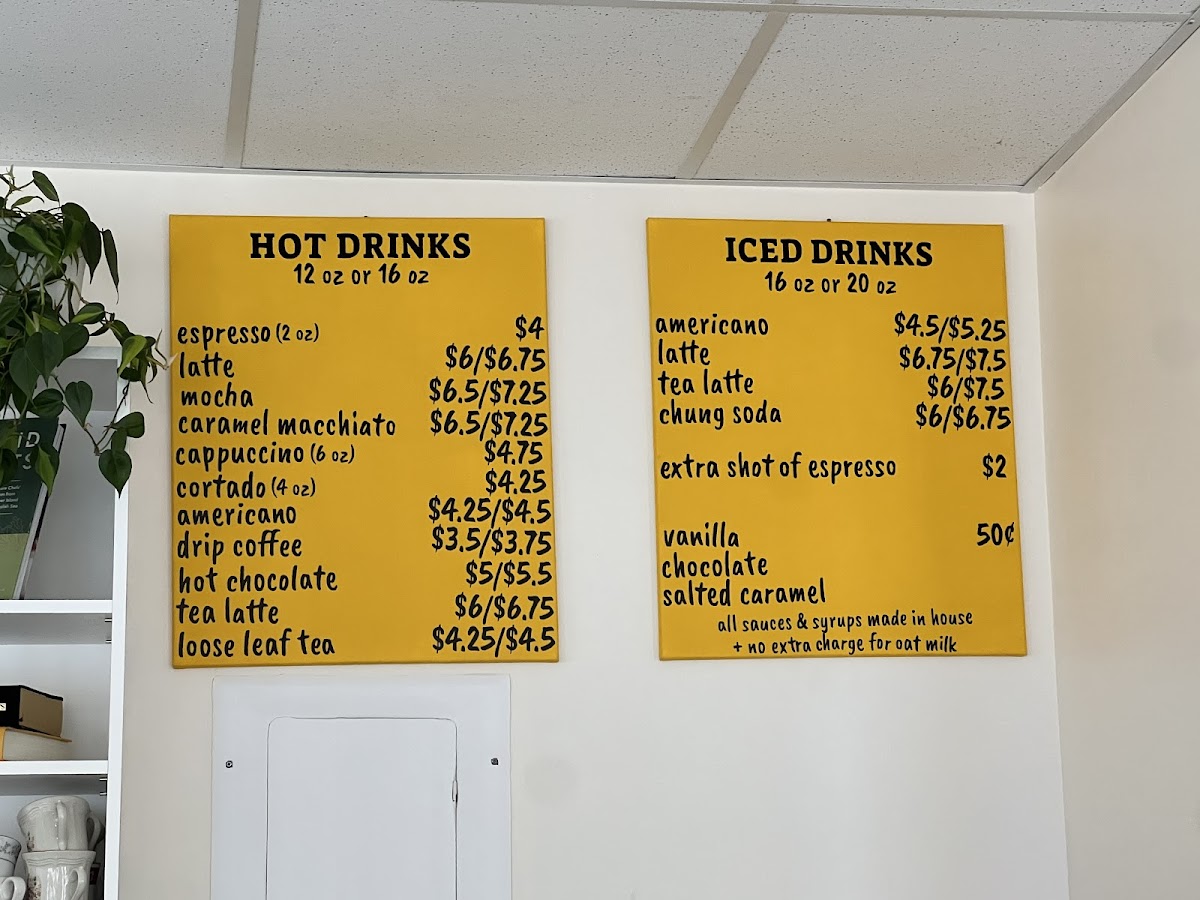 HOT DRINKS
12 oz or 16 oz
espresso (2 oz) $4
latte $6/$6.75
mocha $6.5/$7.25
caramel macchiato $6.5/$7.25
cappuccino (6 oz) $4.75
cortado (4 oz) $4.25
americano $4.25/$4.5
drip coffee $3.5/$3.75
hot chocolate $5/$5.5
tea latte $6/$6.75
loose leaf tea $4.25/$4.5
ICED DRINKS
16 oz or 20 oz
americano $4.5/$5.25
latte $6.75/$7.5
tea latte $6/$7.5
chung soda $6/$6.75
extra shot of espresso $2
vanilla 50¢
chocolate
salted caramel
all sauces & syrups made in house
+ no extra charge for oat milk